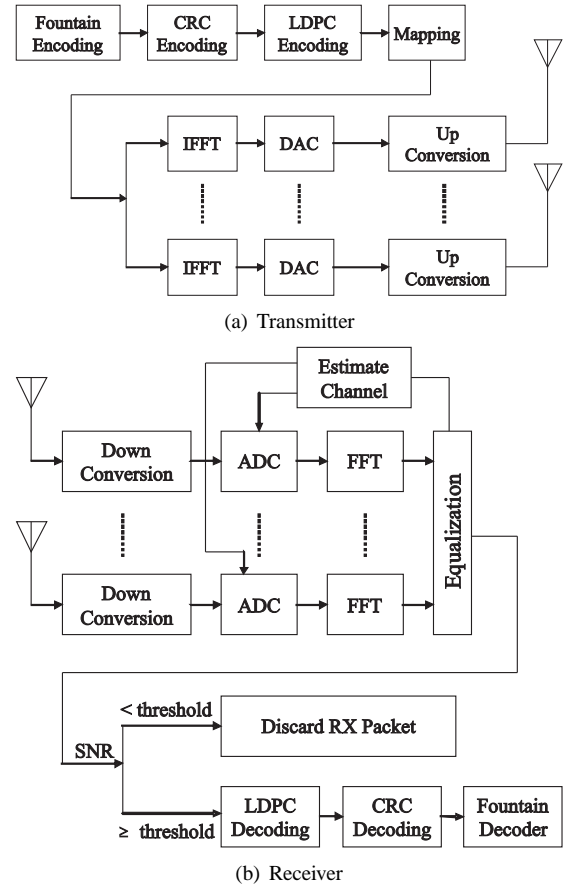 Fountain
Encoding
CRC
Encoding
LDPC
Encoding
Mapping
IFFT
DAC
Up
Conversion
IFFT
DAC
Up
Conversion
(a) Transmitter
Estimate
Channel
Down
Conversion
ADC
FFT
Equalization
Down
Conversion
ADC
FFT
< threshold
Discard RX Packet
SNR
≥ threshold
LDPC
Decoding
CRC
Decoding
Fountain
Decoder
(b) Receiver